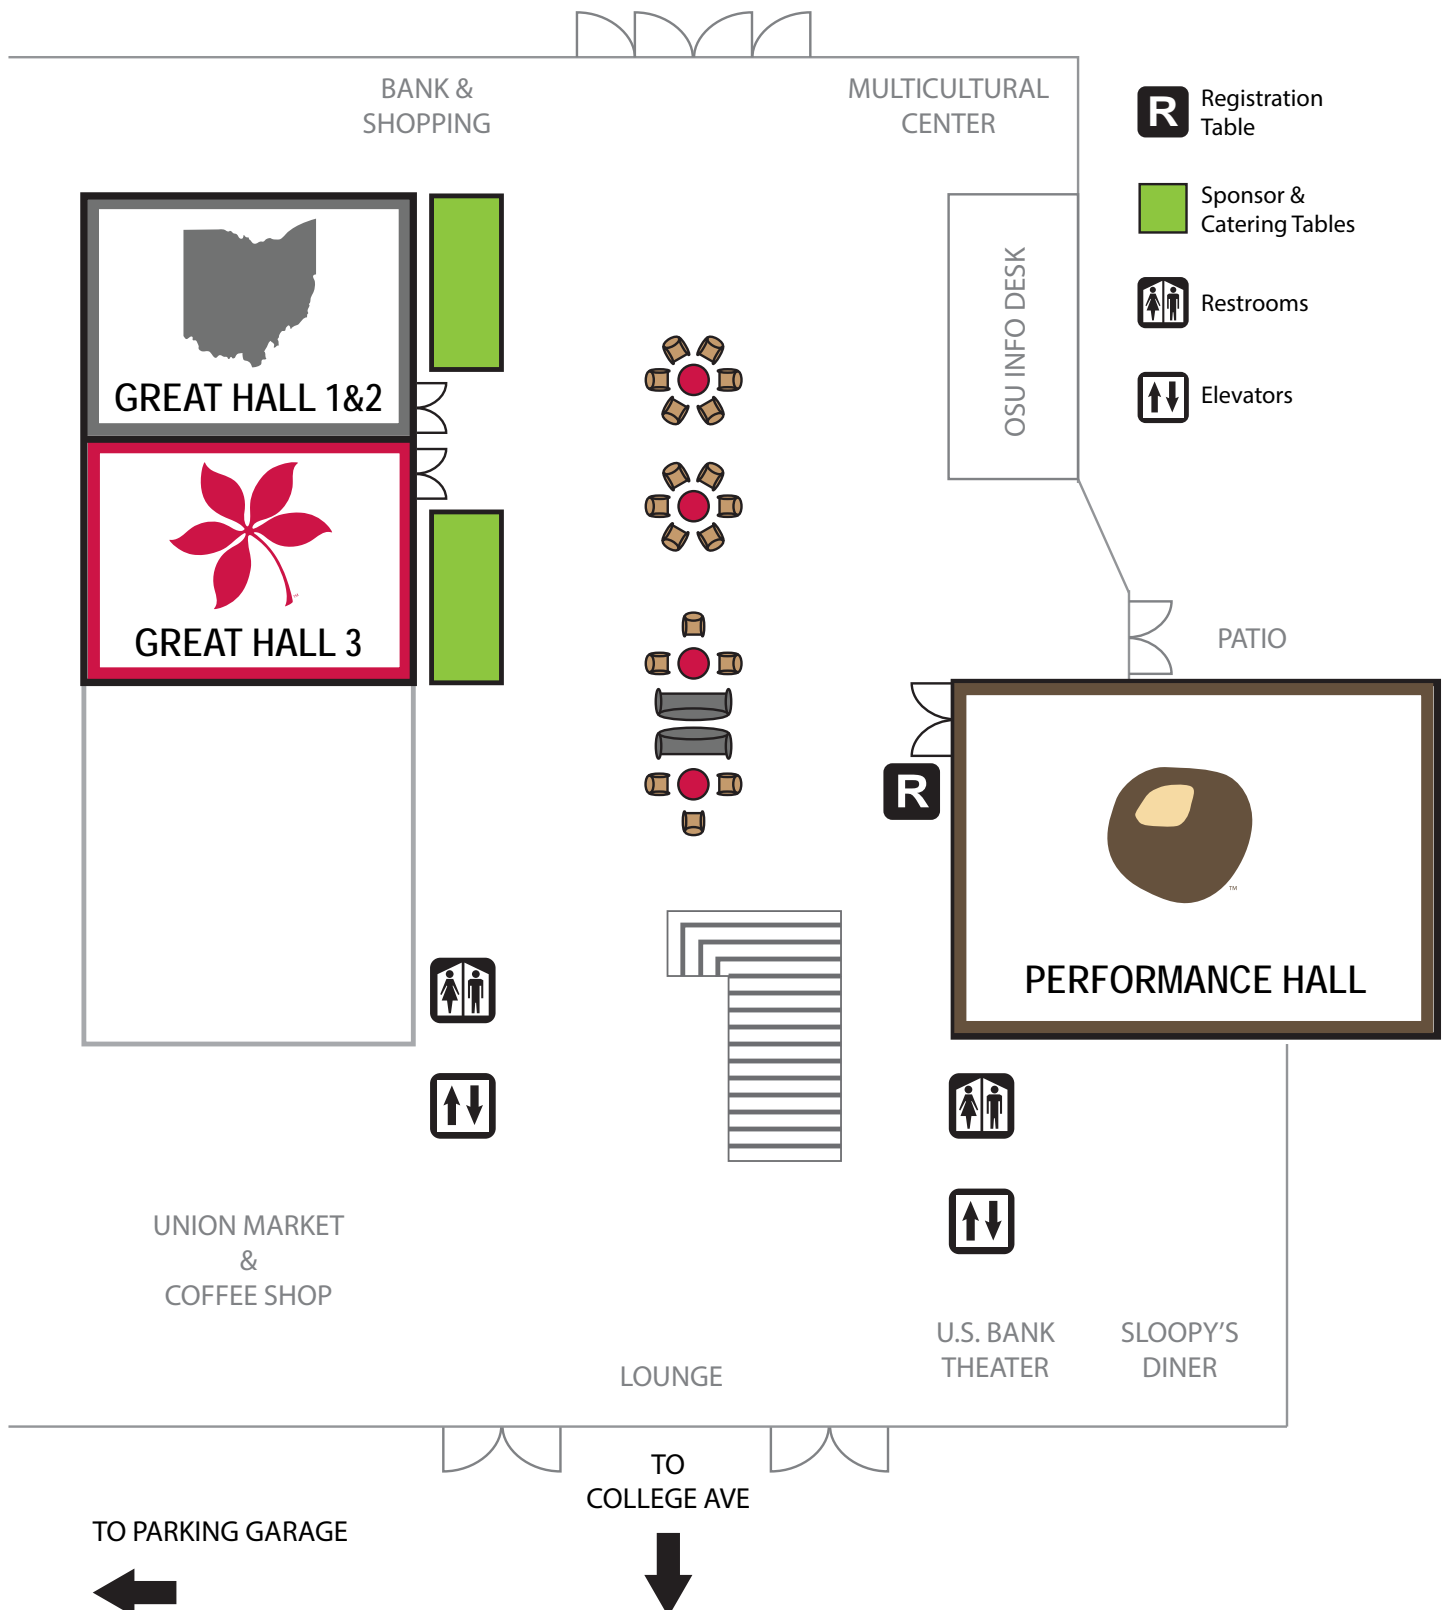 BANK &
SHOPPING
MULTICULTURAL
CENTER
R
Registration
Table
Sponsor &
Catering Tables
Restrooms
Elevators
OSU INFO DESK
GREAT HALL 1&2
™
GREAT HALL 3
PATIO
R
™
PERFORMANCE HALL
UNION MARKET
&
COFFEE SHOP
U.S. BANK
THEATER
SLOOPY’S
DINER
LOUNGE
TO
COLLEGE AVE
TO PARKING GARAGE